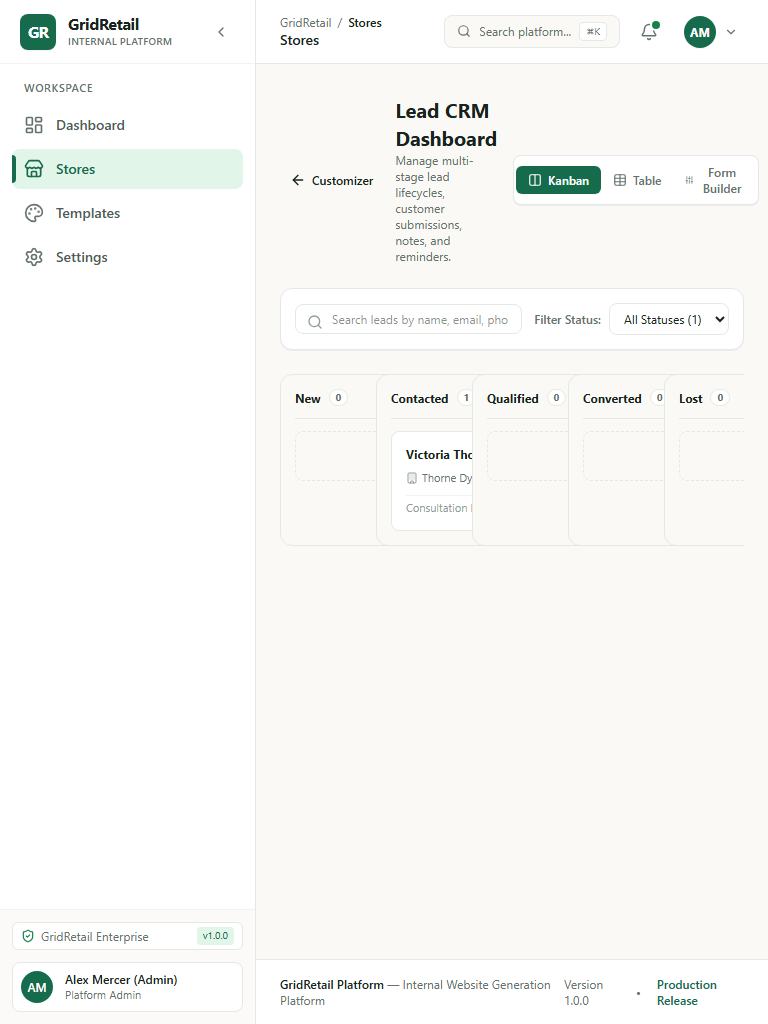 GR
GridRetail
INTERNAL PLATFORM
WORKSPACE
Dashboard
Stores
Templates
Settings
GridRetail Enterprise
v1.0.0
AM
Alex Mercer (Admin)
Platform Admin
GridRetail / Stores
Stores
Search platform...
⌘K
AM
Customizer
Lead CRM
Dashboard
Manage multi-
stage lead
lifecycles,
customer
submissions,
notes, and
reminders.
Kanban
Table
Form
Builder
Search leads by name, email, pho
Filter Status:
All Statuses (1)
New 0
Contacted 1
Victoria Tho
Thorne Dy
Consultation
Qualified 0
Converted 0
Lost 0
GridRetail Platform — Internal Website Generation
Platform
Version
1.0.0
•
Production
Release